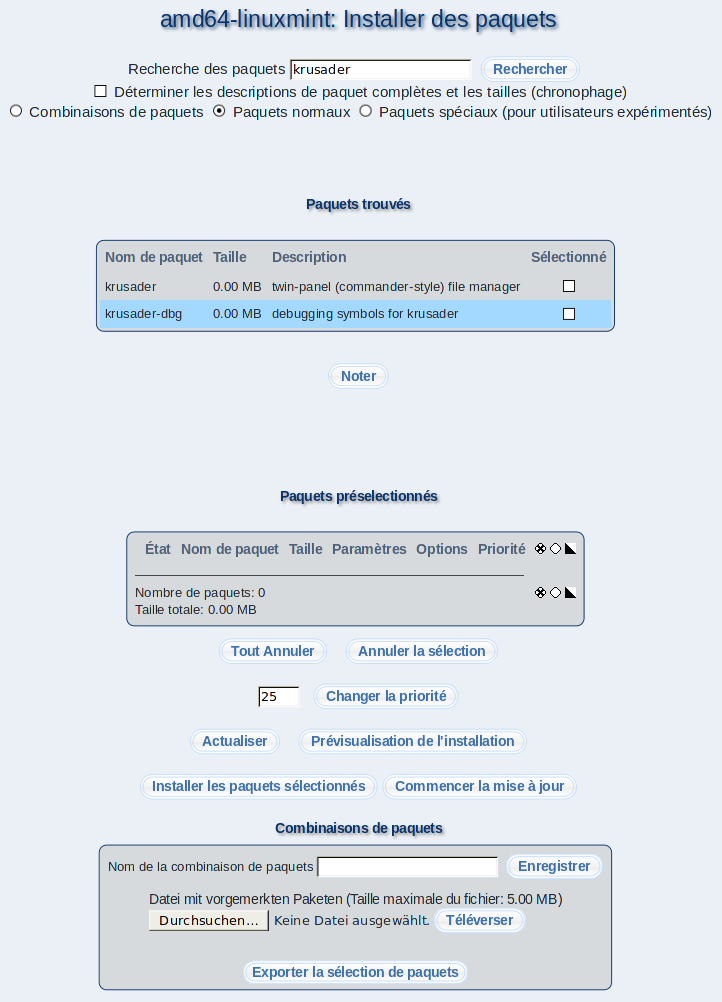 amd64-linuxmint: Installer des paquets
Recherche des paquets krusader Rechercher
Déterminer les descriptions de paquet complètes et les tailles (chronophage)
Combinaisons de paquets Paquets normaux Paquets spéciaux (pour utilisateurs expérimentés)
Paquets trouvés
Nom de paquet Taille Description Sélectionné
krusader 0.00 MB twin-panel (commander-style) file manager
krusader-dbg 0.00 MB debugging symbols for krusader
Noter
Paquets préselectionnés
État Nom de paquet Taille Paramètres Options Priorité
Nombre de paquets: 0
Taille totale: 0.00 MB
Tout Annuler Annuler la sélection
25 Changer la priorité
Actualiser Prévisualisation de l'installation
Installer les paquets sélectionnés Commencer la mise à jour
Combinaisons de paquets
Nom de la combinaison de paquets Enregistrer
Datei mit vorgemerkten Paketen (Taille maximale du fichier: 5.00 MB)
Durchsuchen... Keine Datei ausgewählt. Téléverser
Exporter la sélection de paquets